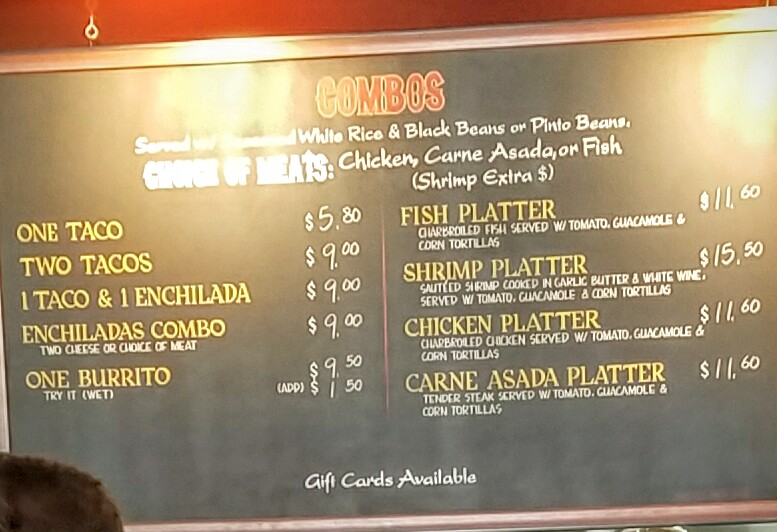 COMBOS
Served w/ White Rice & Black Beans or Pinto Beans.
CHOICE OF MEATS: Chicken, Carne Asada, or Fish
(Shrimp Extra $)
ONE TACO $5.80
TWO TACOS $9.00
1 TACO & 1 ENCHILADA $9.00
ENCHILADAS COMBO $9.00
TWO CHEESE OR CHOICE OF MEAT
ONE BURRITO $9.50
TRY IT (WET) (ADD) $1.50
FISH PLATTER $11.60
CHARBROILED FISH SERVED W/ TOMATO, GUACAMOLE &
CORN TORTILLAS
SHRIMP PLATTER $15.50
SAUTEED SHRIMP COOKED IN GARLIC BUTTER & WHITE WINE,
SERVED W/ TOMATO, GUACAMOLE & CORN TORTILLAS
CHICKEN PLATTER $11.60
CHARBROILED CHICKEN SERVED W/ TOMATO, GUACAMOLE &
CORN TORTILLAS
CARNE ASADA PLATTER $11.60
TENDER STEAK SERVED W/ TOMATO, GUACAMOLE &
CORN TORTILLAS
Gift Cards Available